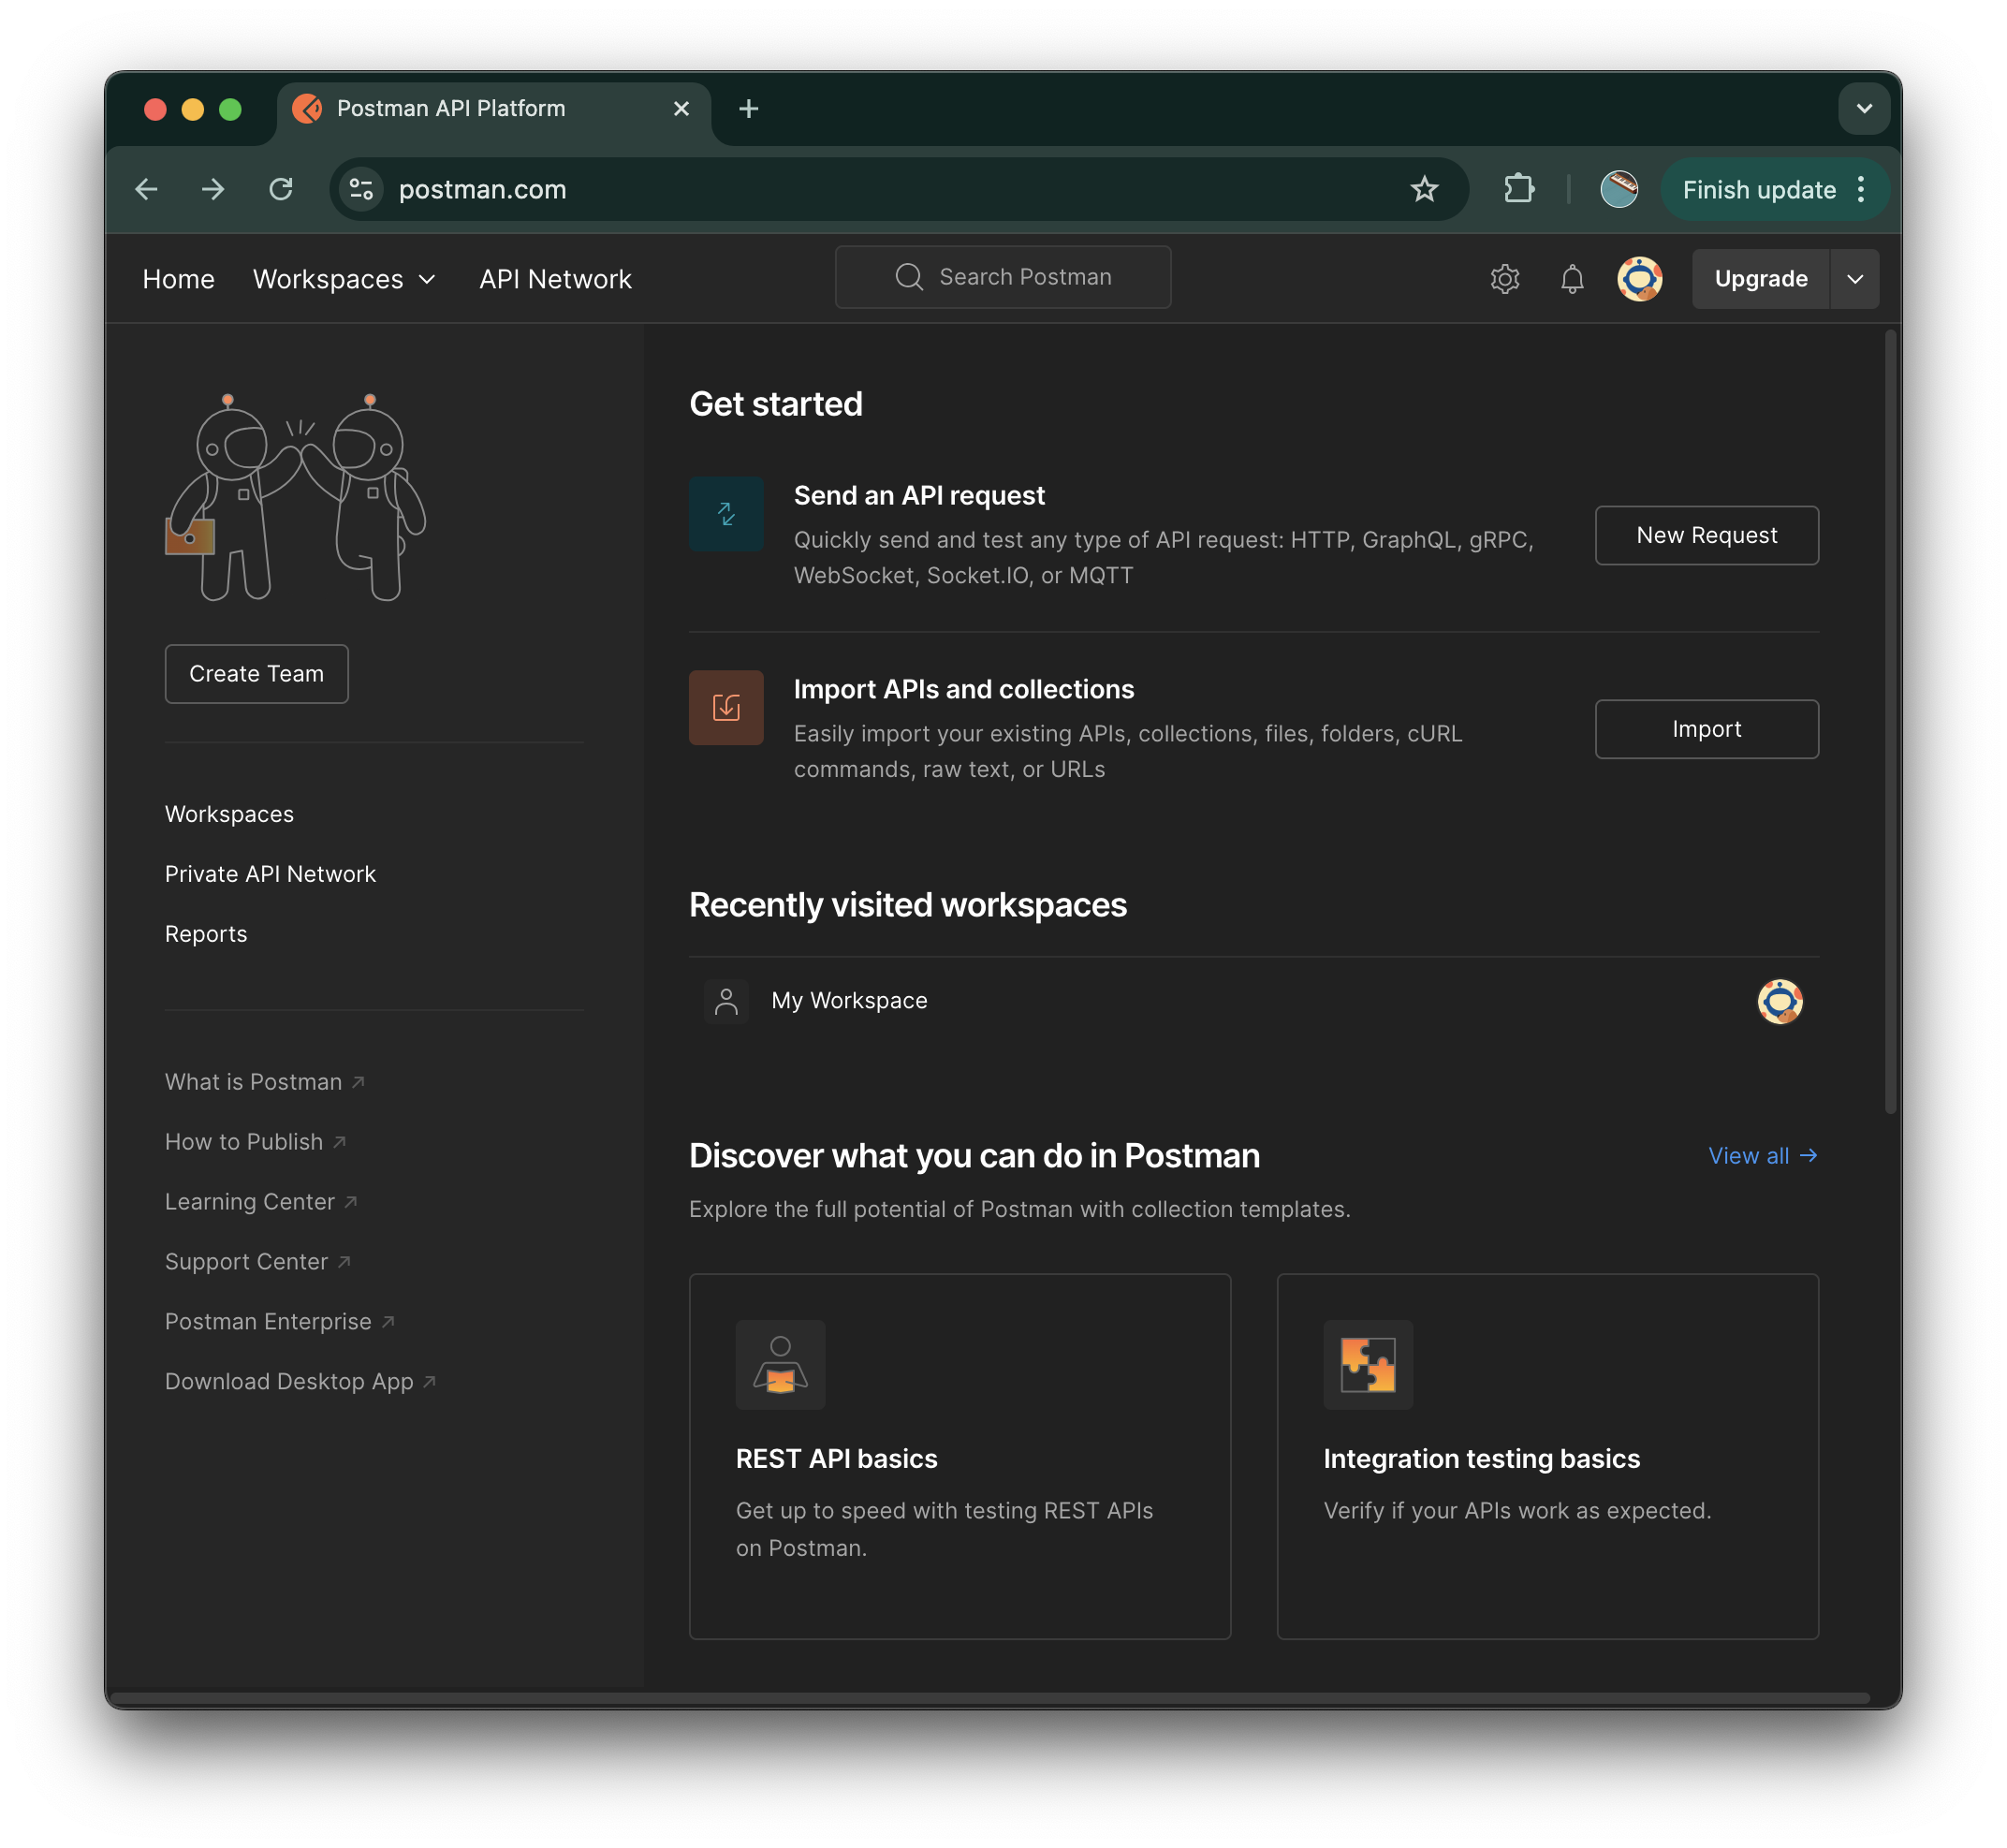 Postman API Platform
postman.com
Finish update
Home
Workspaces
API Network
Search Postman
Upgrade
Create Team
Workspaces
Private API Network
Reports
What is Postman
How to Publish
Learning Center
Support Center
Postman Enterprise
Download Desktop App
Get started
Send an API request
Quickly send and test any type of API request: HTTP, GraphQL, gRPC,
WebSocket, Socket.IO, or MQTT
New Request
Import APIs and collections
Easily import your existing APIs, collections, files, folders, cURL
commands, raw text, or URLs
Import
Recently visited workspaces
My Workspace
Discover what you can do in Postman
View all
Explore the full potential of Postman with collection templates.
REST API basics
Get up to speed with testing REST APIs
on Postman.
Integration testing basics
Verify if your APIs work as expected.